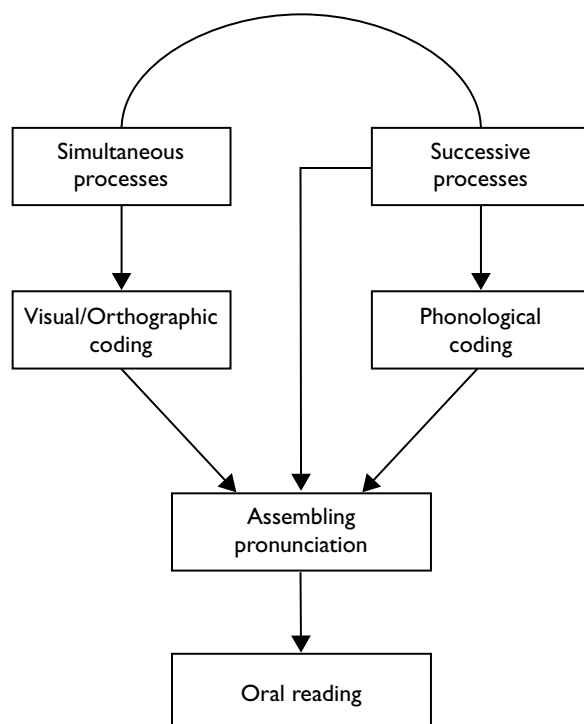 Simultaneous
processes
Successive
processes
Visual/Orthographic
coding
Phonological
coding
Assembling
pronunciation
Oral reading